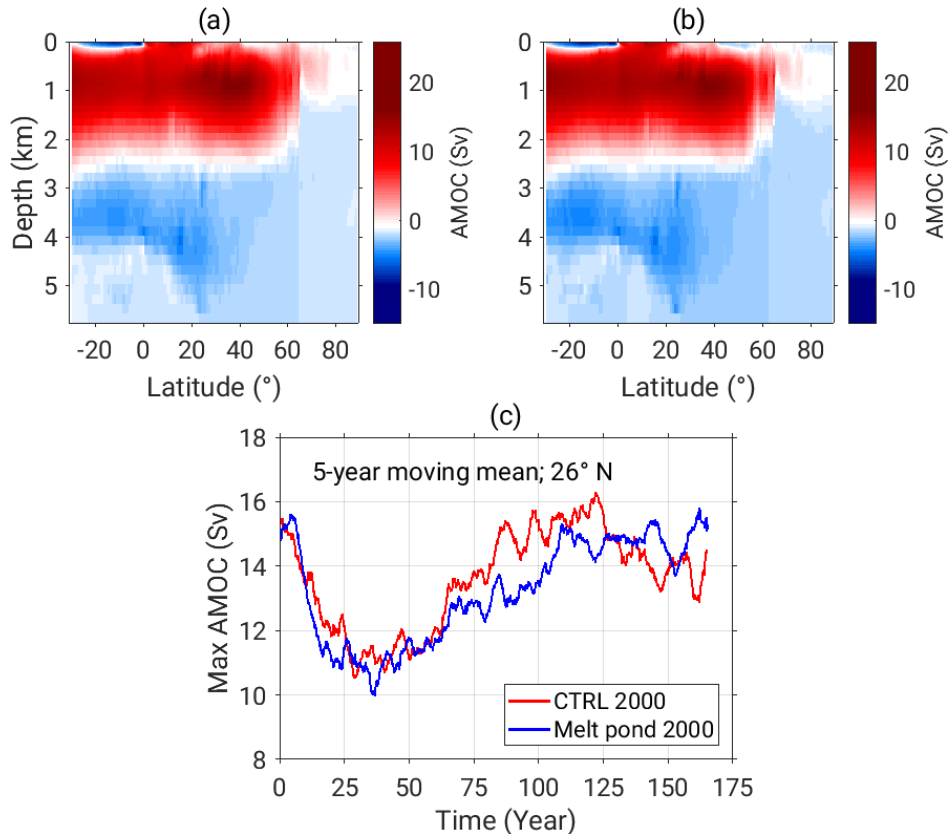 (a)
0
1
2
3
4
5
Depth (km)
-20 0 20 40 60 80
Latitude (°)
20
10
0
-10
AMOC (Sv)
(b)
0
1
2
3
4
5
-20 0 20 40 60 80
Latitude (°)
20
10
0
-10
AMOC (Sv)
(c)
18
16
14
12
10
8
Max AMOC (Sv)
5-year moving mean; 26° N
CTRL 2000
Melt pond 2000
0 25 50 75 100 125 150 175
Time (Year)